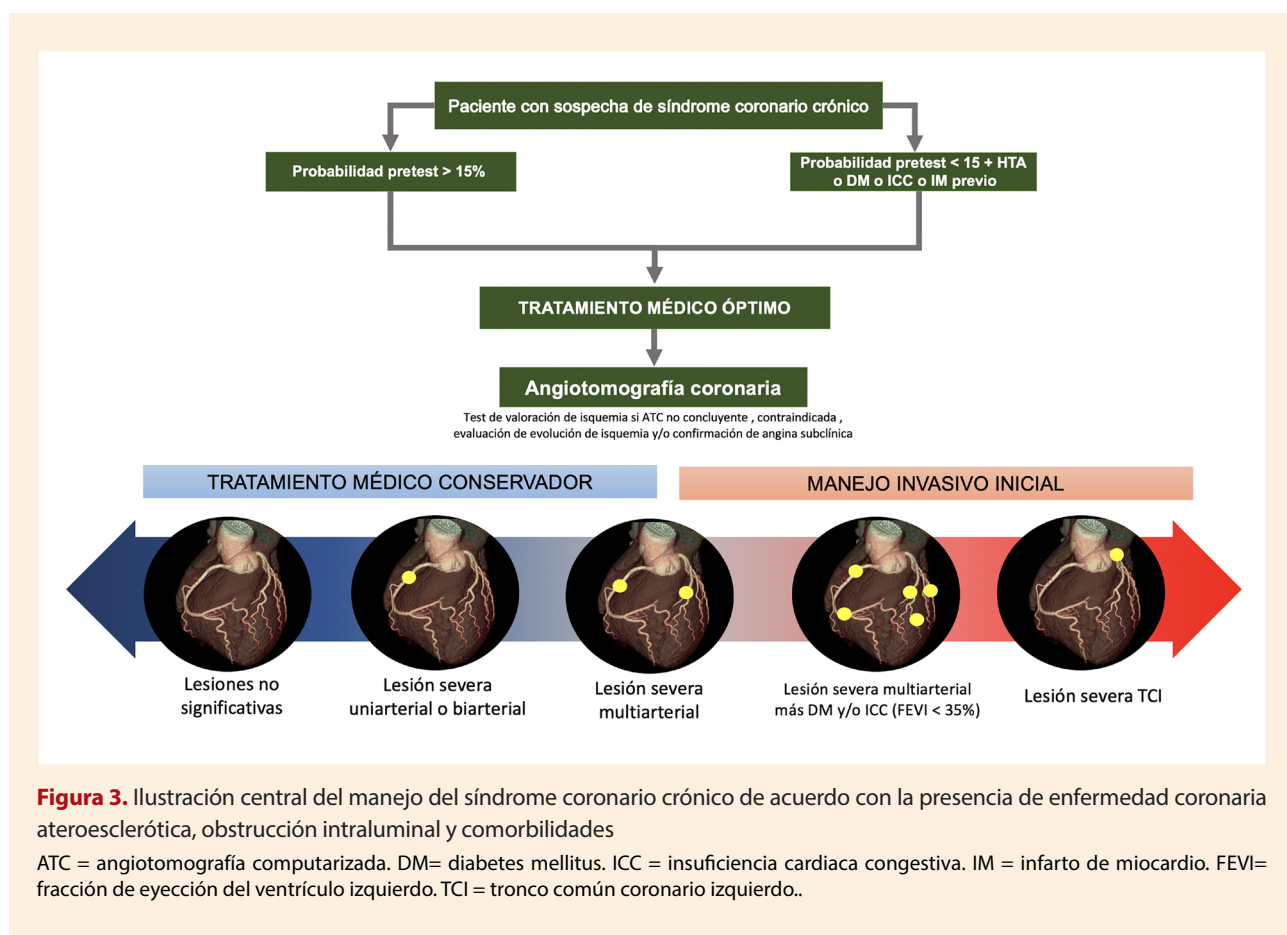 Paciente con sospecha de síndrome coronario crónico
Probabilidad pretest > 15%
Probabilidad pretest < 15 + HTA
o DM o ICC o IM previo
TRATAMIENTO MÉDICO ÓPTIMO
Angiotomografía coronaria
Test de valoración de isquemia si ATC no concluyente , contraindicada ,
evaluación de evolución de isquemia y/o confirmación de angina subclínica
TRATAMIENTO MÉDICO CONSERVADOR
MANEJO INVASIVO INICIAL
Lesiones no
significativas
Lesión severa
uniarterial o biarterial
Lesión severa
multiarterial
Lesión severa multiarterial
más DM y/o ICC (FEVI < 35%)
Lesión severa TCI
Figura 3. Ilustración central del manejo del síndrome coronario crónico de acuerdo con la presencia de enfermedad coronaria
ateroesclerótica, obstrucción intraluminal y comorbilidades
ATC = angiotomografía computarizada. DM= diabetes mellitus. ICC = insuficiencia cardiaca congestiva. IM = infarto de miocardio. FEVI=
fracción de eyección del ventrículo izquierdo. TCI = tronco común coronario izquierdo..